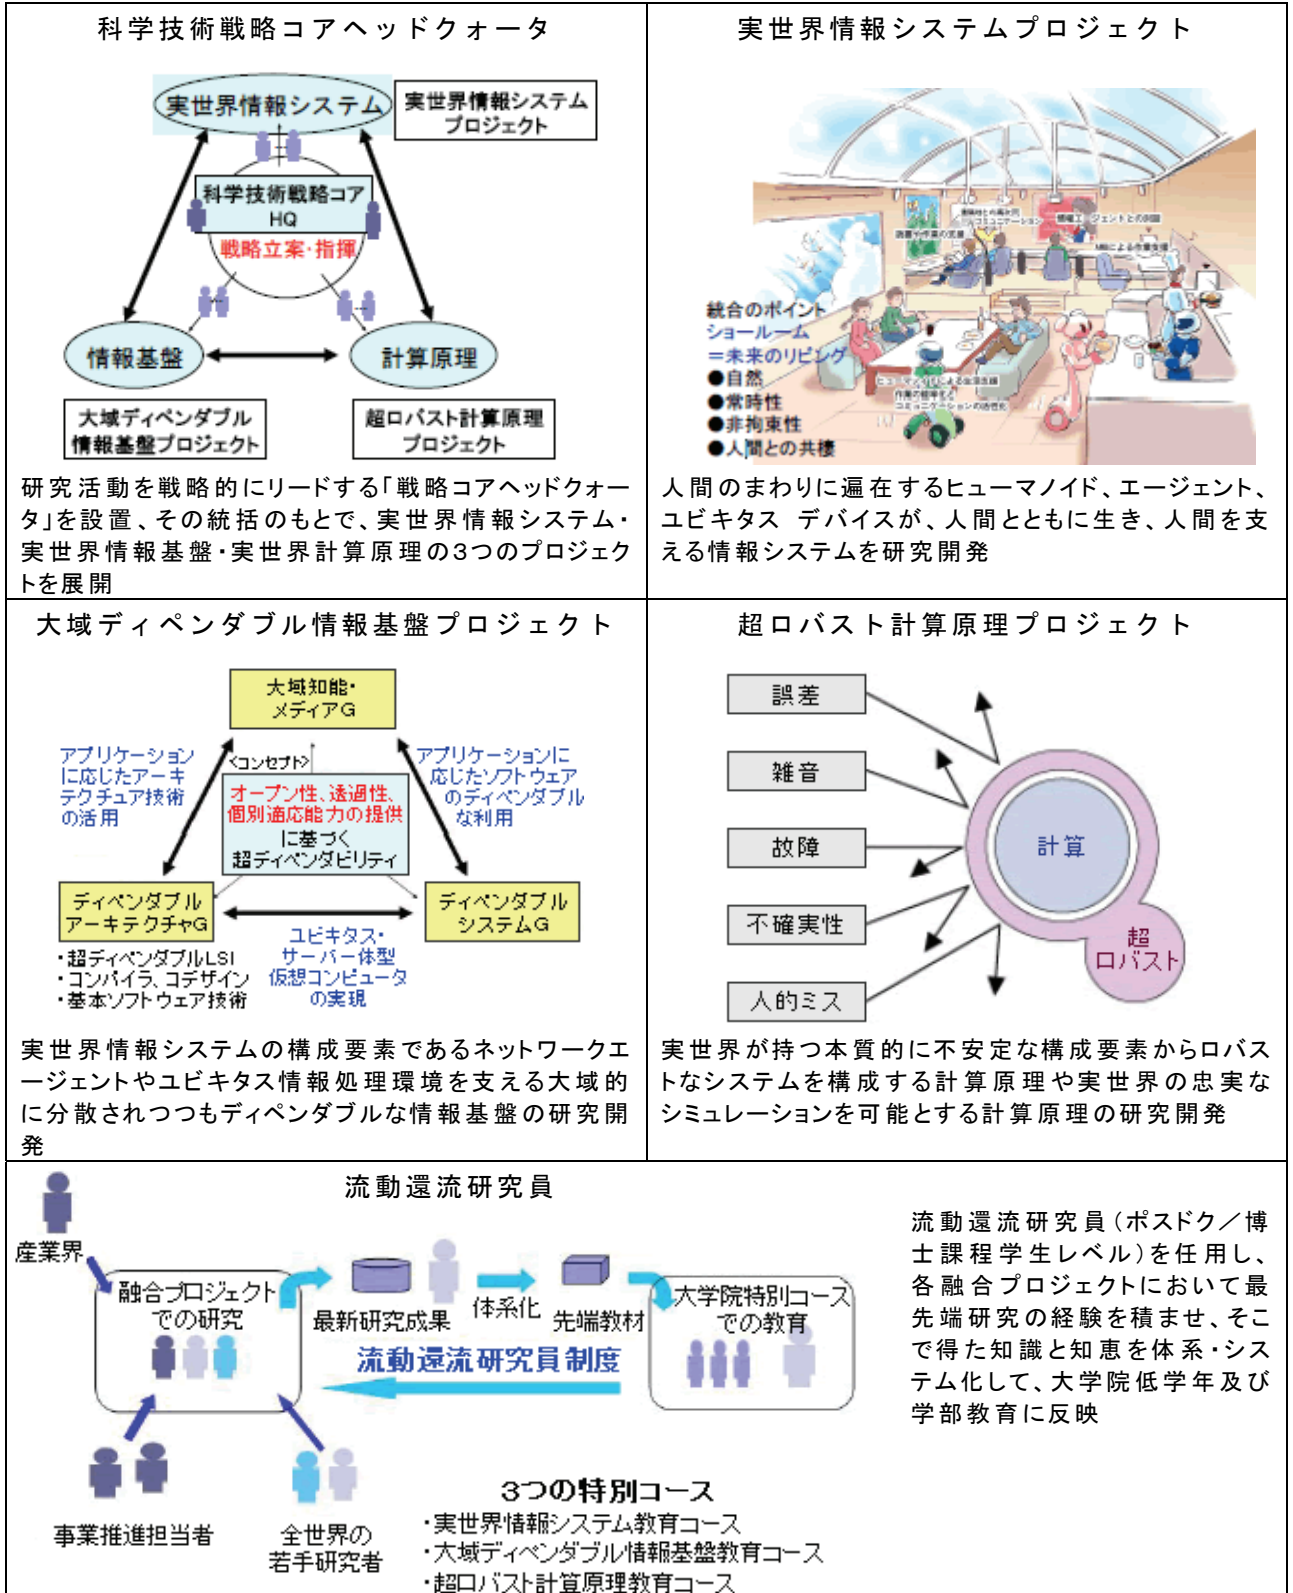 科学技術戦略コアヘッドクォータ
実世界情報システム
実世界情報システム
プロジェクト
科学技術戦略コア
HQ
戦略立案・指揮
情報基盤
計算原理
大域ディペンダブル
情報基盤プロジェクト
超ロバスト計算原理
プロジェクト
研究活動を戦略的にリードする「戦略コアヘッドクォー
タ」を設置、その統括のもとで、実世界情報システム・
実世界情報基盤・実世界計算原理の3つのプロジェク
トを展開
実世界情報システムプロジェクト
統合のポイント
ショールーム
=未来のリビング
●自然
●常時性
●非拘束性
●人間との共棲
ヒューマノイドによる生活支援
コミュニケーションの活性化
人間のまわりに遍在するヒューマノイド、エージェント、
ユビキタス デバイスが、人間とともに生き、人間を支
える情報システムを研究開発
大域ディペンダブル情報基盤プロジェクト
大域知能・
メディアG
アプリケーション
に応じたアーキ
テクチュア技術
の活用
<コンセプト>
オープン性、透過性、
個別適応能力の提供
に基づく
超ディペンダビリティ
アプリケーションに
応じたソフトウェア
のディペンダブル
な利用
ディペンダブル
アーキテクチャG
ディペンダブル
システムG
・超ディペンダブルLSI
・コンパイラ、コデザイン
・基本ソフトウェア技術
ユビキタス・
サーバー体型
仮想コンピュータ
の実現
実世界情報システムの構成要素であるネットワークエ
ージェントやユビキタス情報処理環境を支える大域的
に分散されつつもディペンダブルな情報基盤の研究開
発
超ロバスト計算原理プロジェクト
誤差
雑音
故障
不確実性
人的ミス
計算
超
ロバスト
実世界が持つ本質的に不安定な構成要素からロバス
トなシステムを構成する計算原理や実世界の忠実な
シミュレーションを可能とする計算原理の研究開発
流動還流研究員
産業界
融合プロジェクト
での研究
最新研究成果
体系化
先端教材
大学院特別コース
での教育
流動還流研究員制度
事業推進担当者
全世界の
若手研究者
3つの特別コース
・実世界情報システム教育コース
・大域ディペンダブル情報基盤教育コース
・超ロバスト計算原理教育コース
流動還流研究員(ポスドク/博
士課程学生レベル)を任用し、
各融合プロジェクトにおいて最
先端研究の経験を積ませ、そこ
で得た知識と知恵を体系・シス
テム化して、大学院低学年及び
学部教育に反映